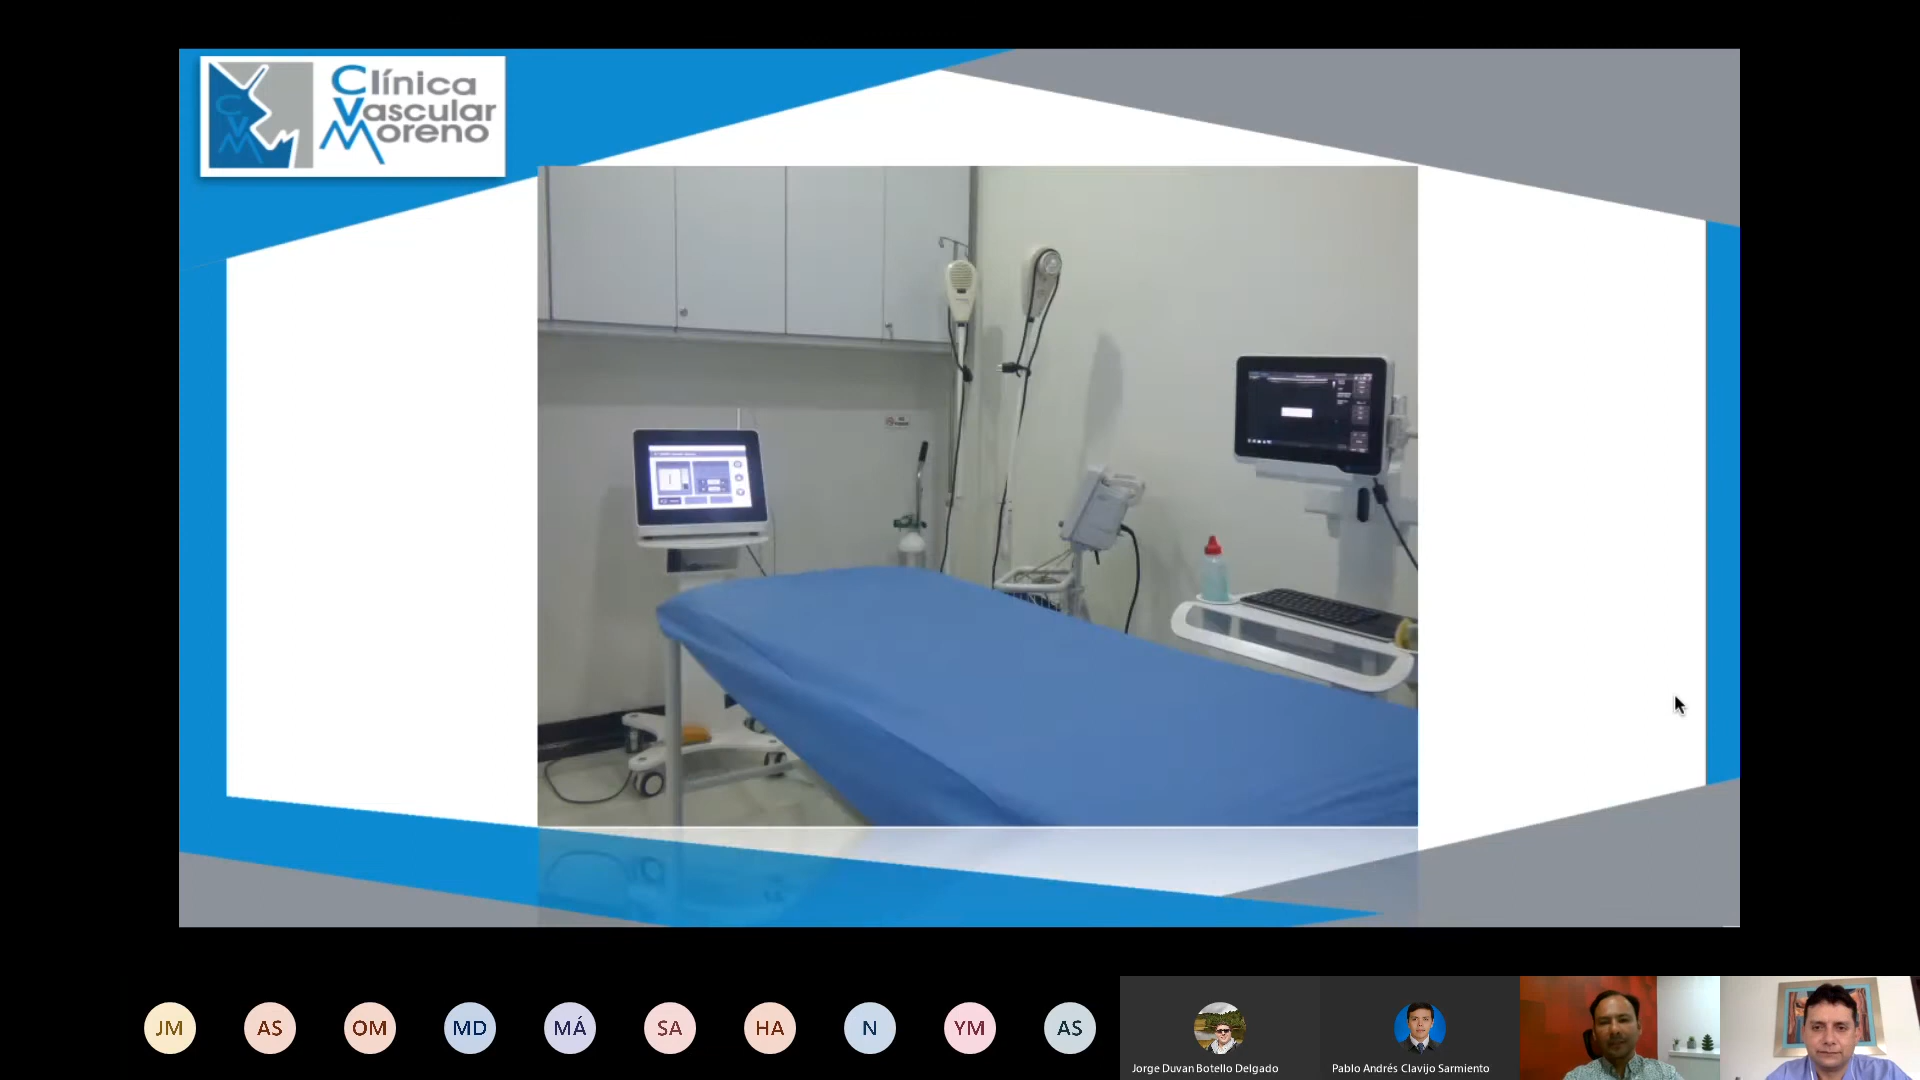 CVM
Clínica
Vascular
Moreno
JM
AS
OM
MD
MÁ
SA
HA
N
YM
AS
Jorge Duvan Botello Delgado
Pablo Andrés Clavijo Sarmiento